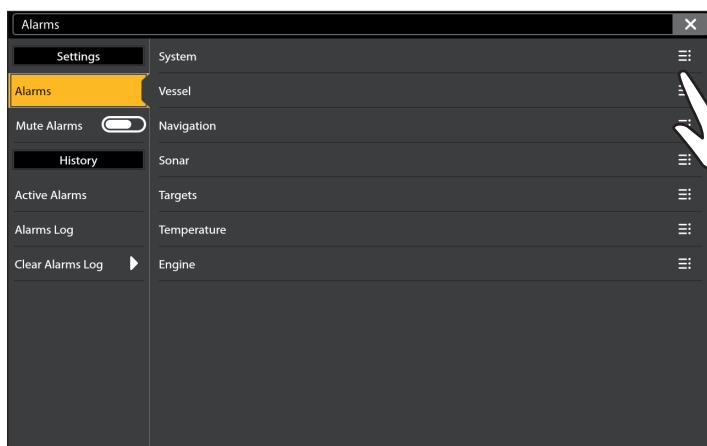 Alarms
Settings
Alarms
Mute Alarms
History
Active Alarms
Alarms Log
Clear Alarms Log
System
Vessel
Navigation
Sonar
Targets
Temperature
Engine